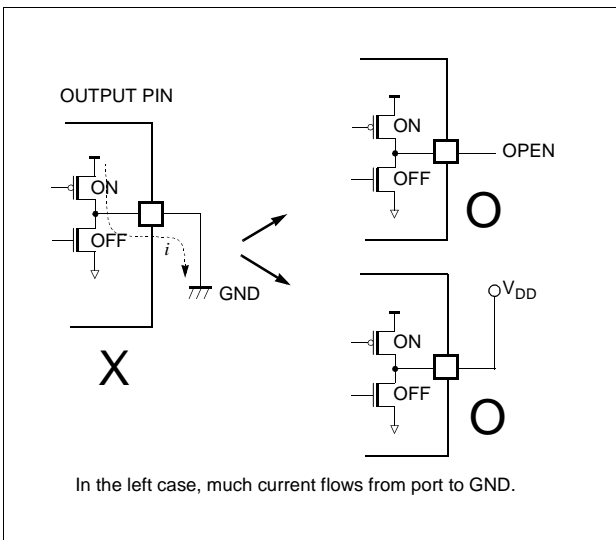 OUTPUT PIN
ON
OFF
i
GND
X
ON
OFF
OPEN
O
V_DD
ON
OFF
O
In the left case, much current flows from port to GND.